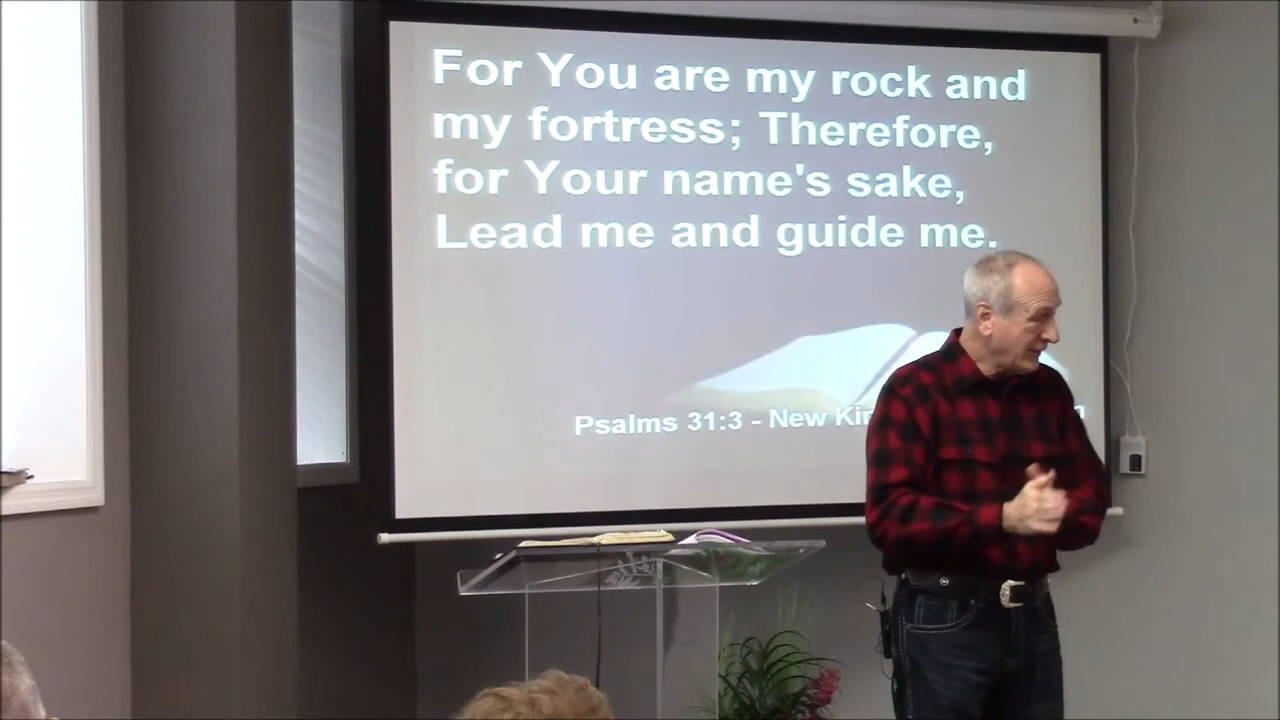 For You are my rock and
my fortress; Therefore,
for Your name's sake,
Lead me and guide me.
Psalms 31:3 - New